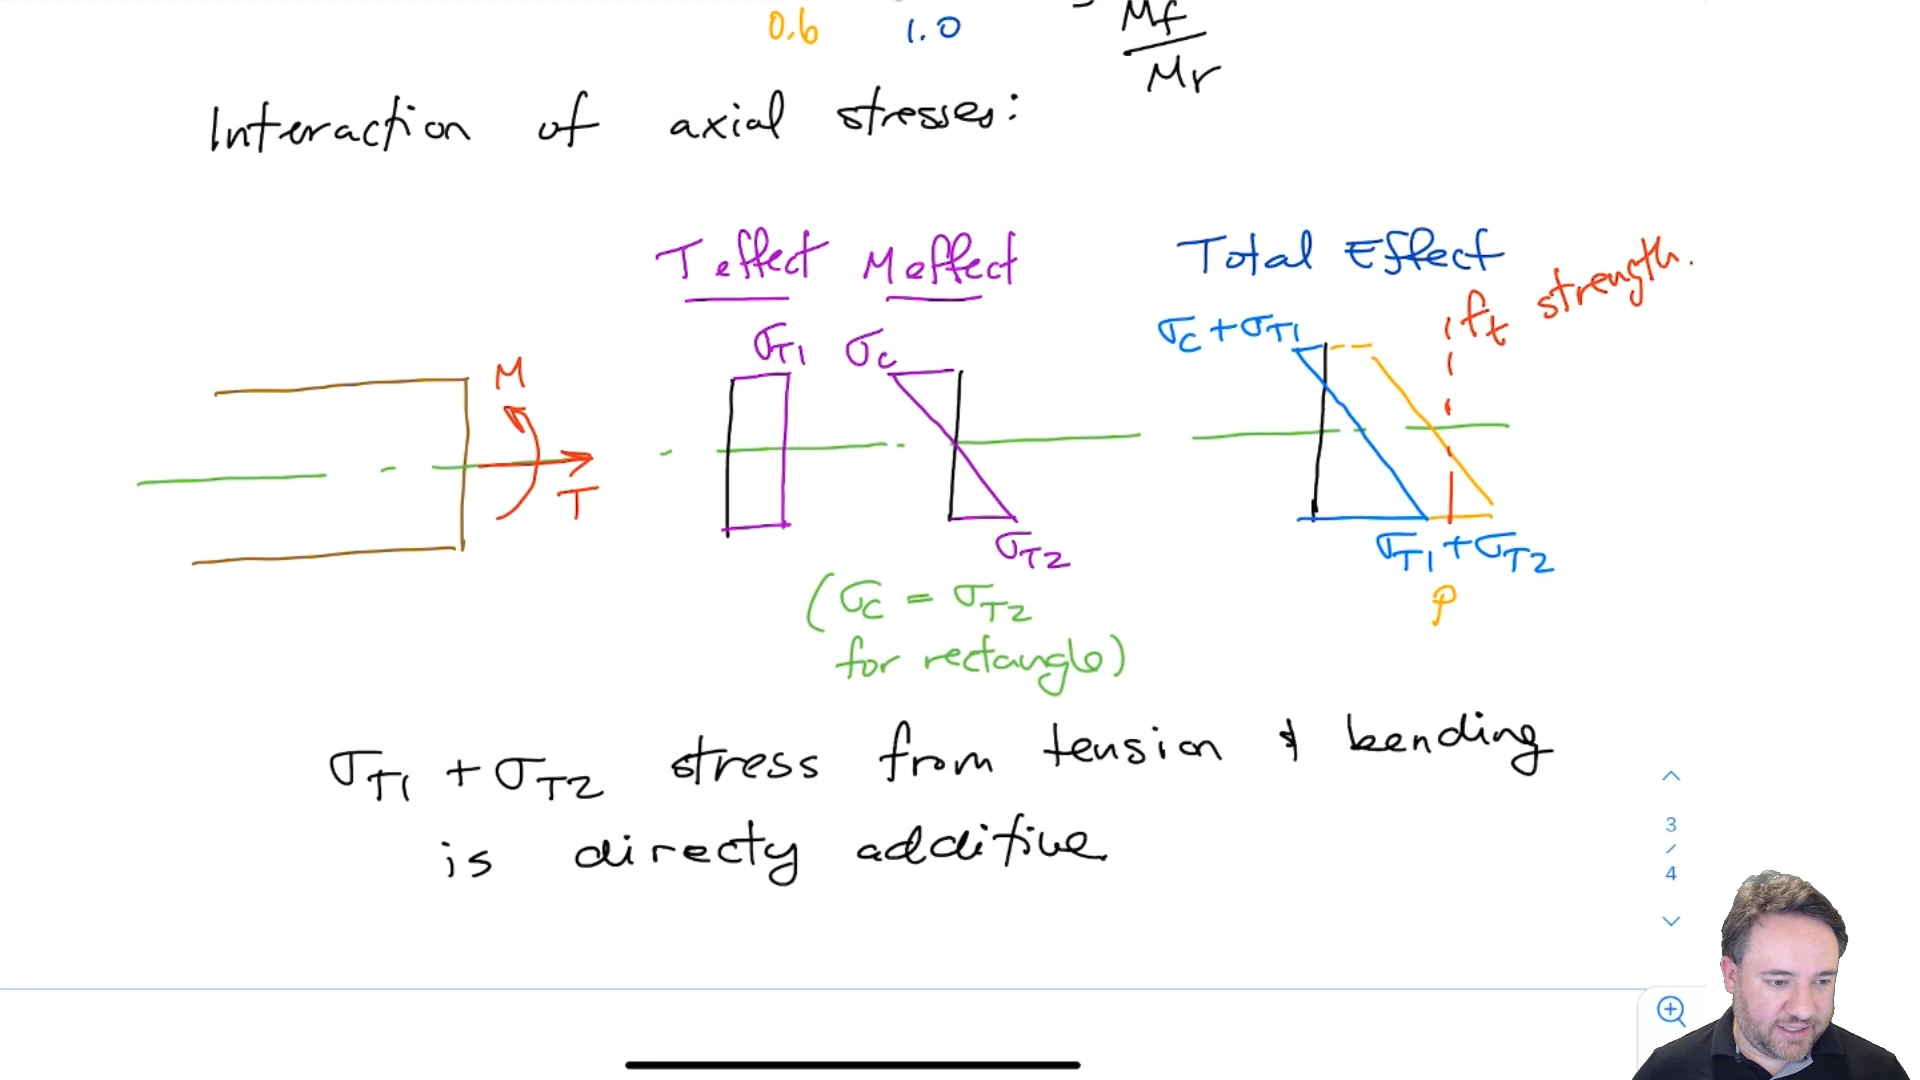 0.6 1.0 Mf
Mr
Interaction of axial stresses:
T effect M effect Total Effect
ft strength.
σT1 σc σc + σT1
M
T
σT2 σT1 + σT2
(σc = σT2
for rectangle)
σT1 + σT2 stress from tension & bending
is directy additive
3
/
4